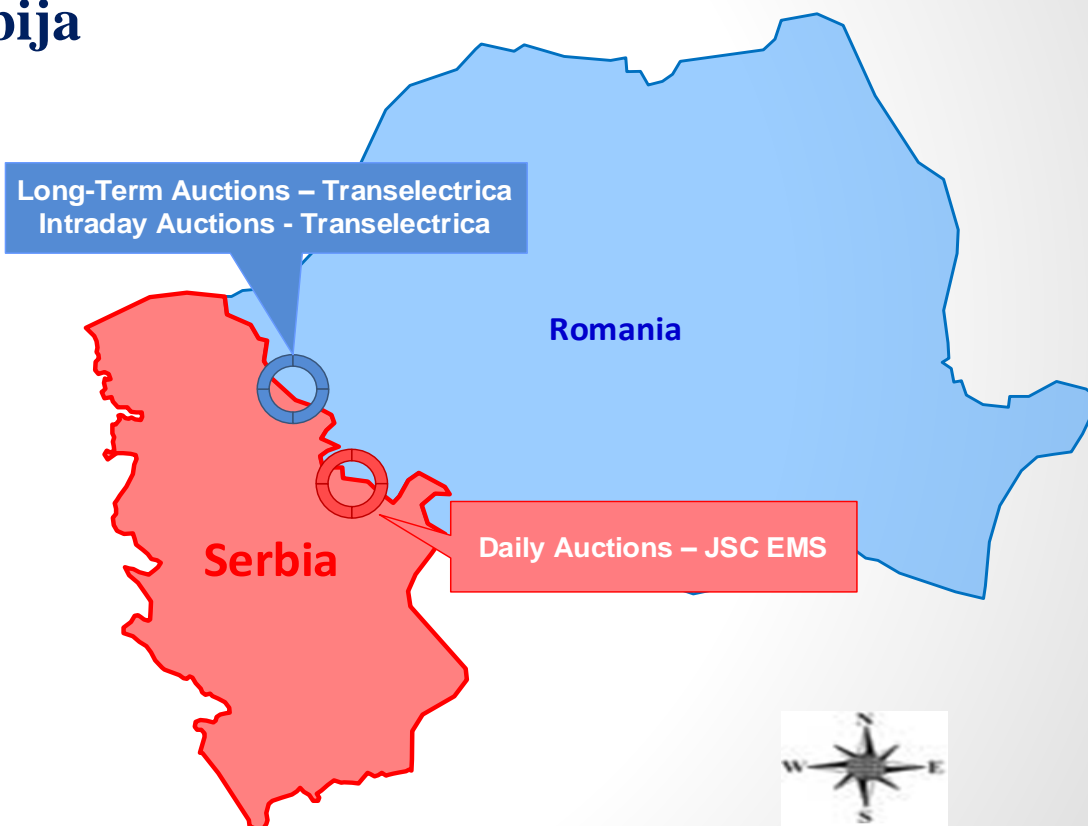 bija
Long-Term Auctions – Transelectrica
Intraday Auctions - Transelectrica
Romania
Serbia
Daily Auctions – JSC EMS
N
W
E
S